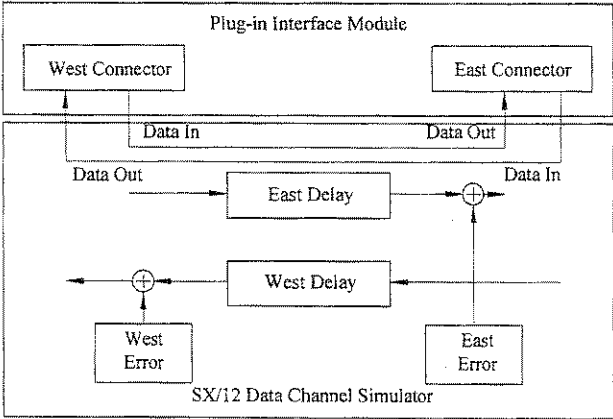 Plug-in Interface Module
West Connector
East Connector
Data In
Data Out
Data Out
Data In
East Delay
West Delay
West
Error
East
Error
SX/12 Data Channel Simulator